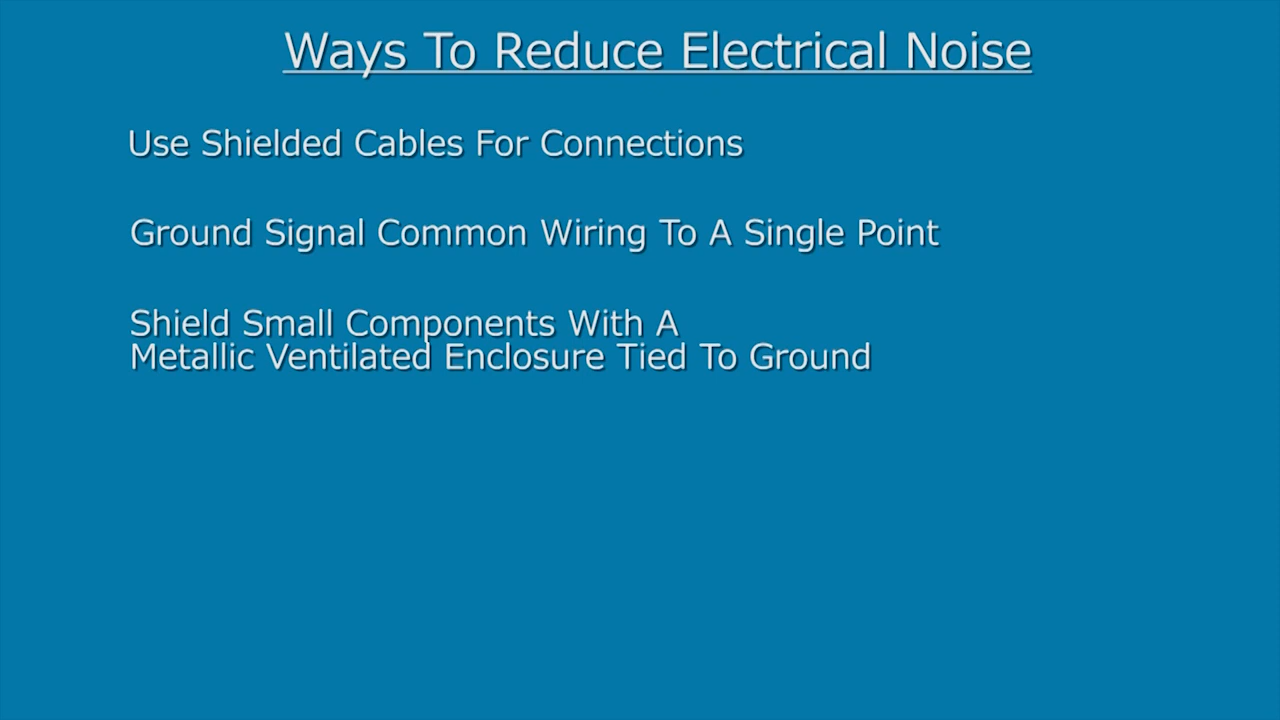 Ways To Reduce Electrical Noise
Use Shielded Cables For Connections
Ground Signal Common Wiring To A Single Point
Shield Small Components With A
Metallic Ventilated Enclosure Tied To Ground